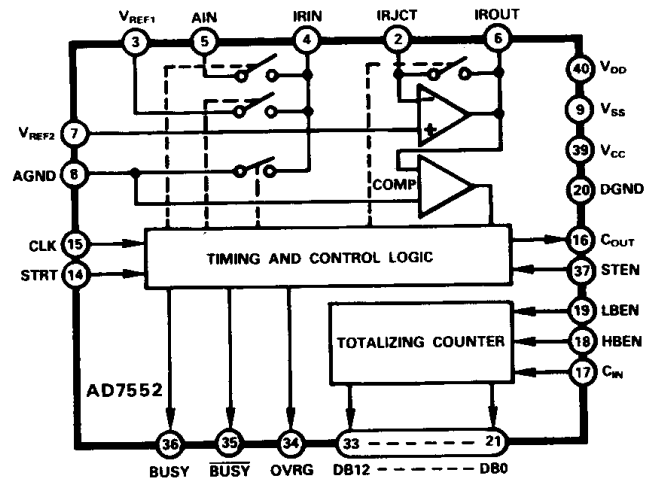 VREF1 AIN IRIN IRJCT IROUT
3 5 4 2 6
40 VDD
9 VSS
VREF2 7
39 VCC
AGND 8
COMP
20 DGND
CLK 15
16 COUT
TIMING AND CONTROL LOGIC
STRT 14
37 STEN
19 LBEN
TOTALIZING COUNTER
18 HBEN
17 CIN
AD7552
36 35 34 33 21
BUSY BUSY OVRG DB12 DB0